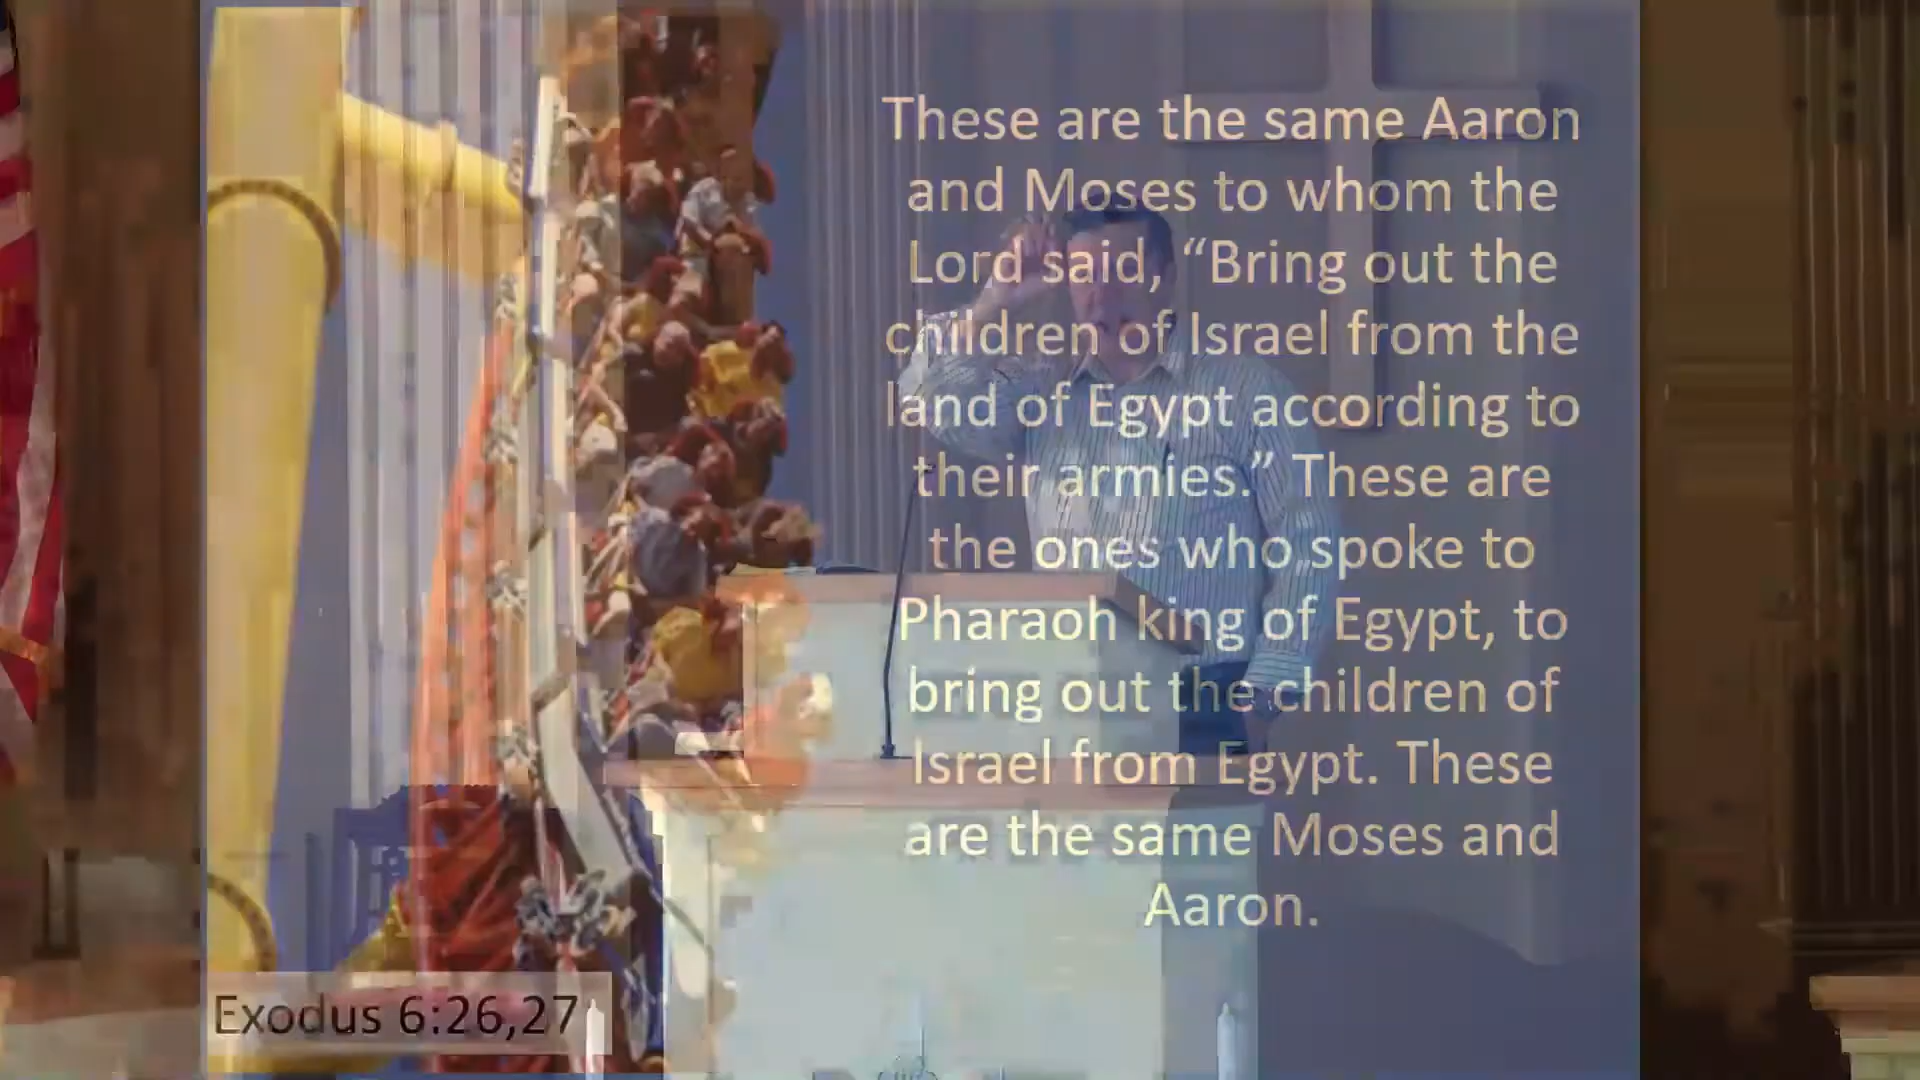 These are the same Aaron
and Moses to whom the
Lord said, “Bring out the
children of Israel from the
land of Egypt according to
their armies.” These are
the ones who spoke to
Pharaoh king of Egypt, to
bring out the children of
Israel from Egypt. These
are the same Moses and
Aaron.
Exodus 6:26,27